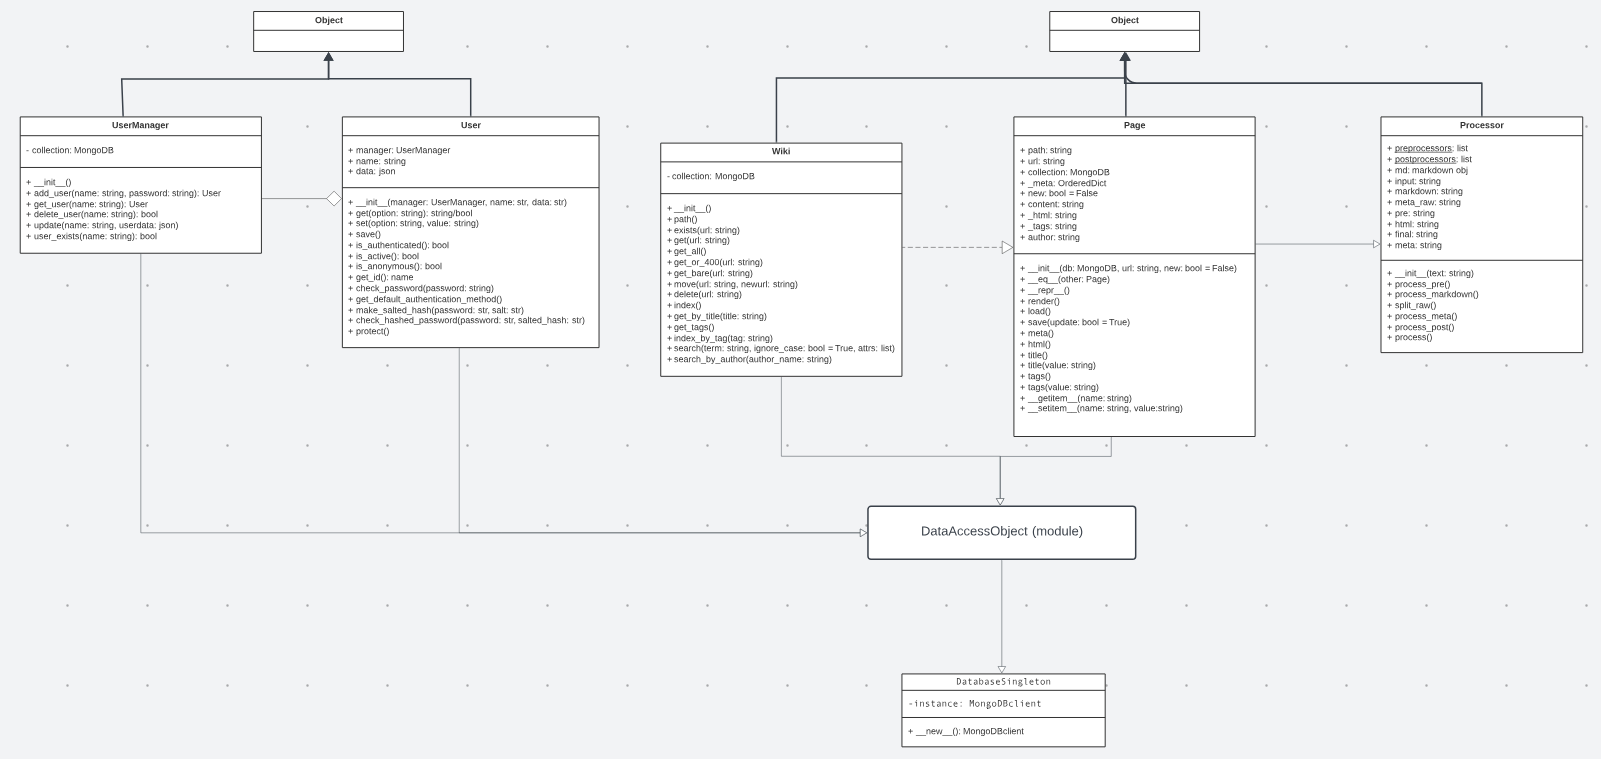 Object
Object
UserManager
- collection: MongoDB
+ __init__()
+ add_user(name: string, password: string): User
+ get_user(name: string): User
+ delete_user(name: string): bool
+ update(name: string, userdata: json)
+ user_exists(name: string): bool
User
+ manager: UserManager
+ name: string
+ data: json
+ __init__(manager: UserManager, name: str, data: str)
+ get(option: string): string/bool
+ set(option: string, value: string)
+ save()
+ is_authenticated(): bool
+ is_active(): bool
+ is_anonymous(): bool
+ get_id(): name
+ check_password(password: string)
+ get_default_authentication_method()
+ make_salted_hash(password: str, salt: str)
+ check_hashed_password(password: str, salted_hash: str)
+ protect()
Wiki
- collection: MongoDB
+ __init__()
+ path()
+ exists(url: string)
+ get(url: string)
+ get_all()
+ get_or_400(url: string)
+ get_bare(url: string)
+ move(url: string, newurl: string)
+ delete(url: string)
+ index()
+ get_by_title(title: string)
+ get_tags()
+ index_by_tag(tag: string)
+ search(term: string, ignore_case: bool = True, attrs: list)
+ search_by_author(author_name: string)
Page
+ path: string
+ url: string
+ collection: MongoDB
+ _meta: OrderedDict
+ new: bool = False
+ content: string
+ _html: string
+ _tags: string
+ author: string
+ __init__(db: MongoDB, url: string, new: bool = False)
+ __eq__(other: Page)
+ __repr__()
+ render()
+ load()
+ save(update: bool = True)
+ meta()
+ html()
+ title()
+ title(value: string)
+ tags()
+ tags(value: string)
+ __getitem__(name: string)
+ __setitem__(name: string, value:string)
Processor
+ preprocessors: list
+ postprocessors: list
+ md: markdown obj
+ input: string
+ markdown: string
+ meta_raw: string
+ pre: string
+ html: string
+ final: string
+ meta: string
+ __init__(text: string)
+ process_pre()
+ process_markdown()
+ split_raw()
+ process_meta()
+ process_post()
+ process()
DataAccessObject (module)
DatabaseSingleton
-instance: MongoDBclient
+ __new__(): MongoDBclient